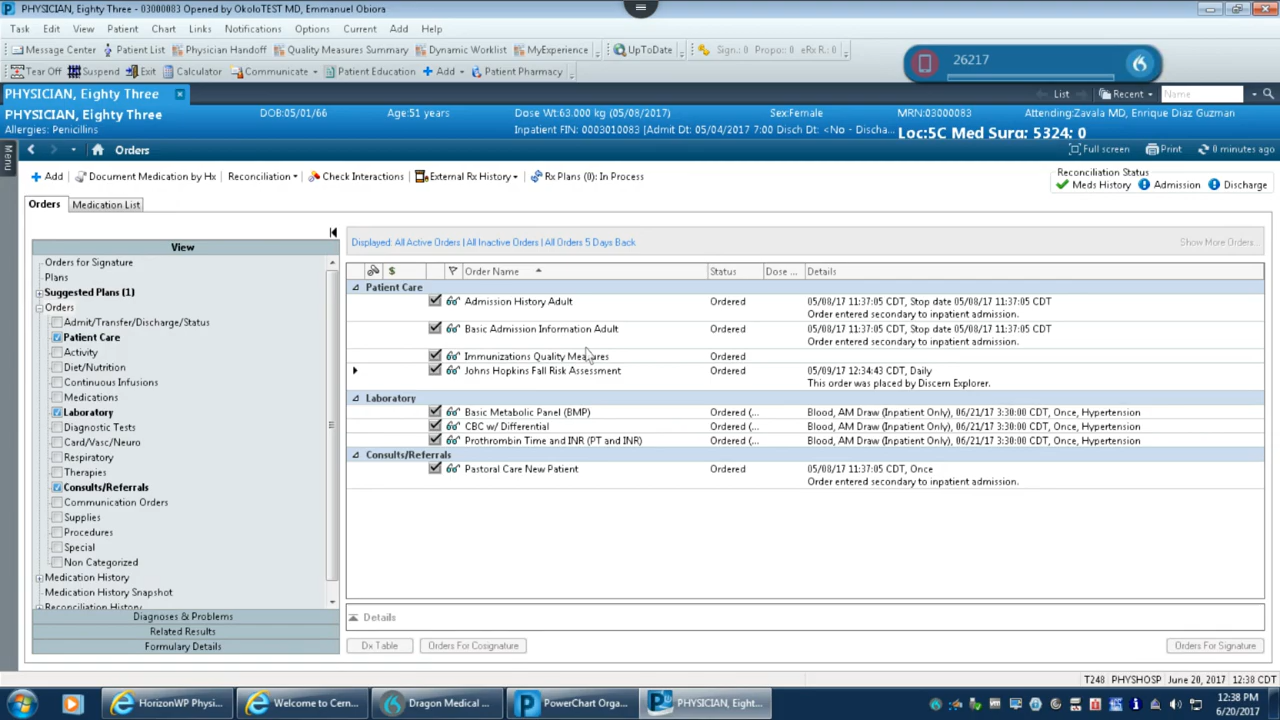 PHYSICIAN, Eighty Three - 03000083 Opened by OkoloTEST MD, Emmanuel Obiora
Task Edit View Patient Chart Links Notifications Options Current Add Help
Message Center Patient List Physician Handoff Quality Measures Summary Dynamic Worklist MyExperience UpToDate Sign.: 0 Propo.: 0 eRx R.: 0
Tear Off Suspend Exit Calculator Communicate Patient Education Add Patient Pharmacy
26217
PHYSICIAN, Eighty Three List Recent Name
PHYSICIAN, Eighty Three DOB:05/01/66 Age:51 years Dose Wt:63.000 kg (05/08/2017) Sex:Female MRN:03000083 Attending:Zavala MD, Enrique Diaz Guzman
Allergies: Penicillins Inpatient FIN: 0003010083 [Admit Dt: 05/04/2017 7:00 Disch Dt: <No - Discha... Loc:5C Med Surg: 5324: 0
Menu
Orders Full screen Print 0 minutes ago
Add Document Medication by Hx Reconciliation Check Interactions External Rx History Rx Plans (0): In Process
Reconciliation Status
Meds History Admission Discharge
Orders Medication List
View
Orders for Signature
Plans
Suggested Plans (1)
Orders
Admit/Transfer/Discharge/Status
Patient Care
Activity
Diet/Nutrition
Continuous Infusions
Medications
Laboratory
Diagnostic Tests
Card/Vasc/Neuro
Respiratory
Therapies
Consults/Referrals
Communication Orders
Supplies
Procedures
Special
Non Categorized
Medication History
Medication History Snapshot
Reconciliation History
Diagnoses & Problems
Related Results
Formulary Details
Displayed: All Active Orders | All Inactive Orders | All Orders 5 Days Back Show More Orders...
$ Order Name Status Dose ... Details
Patient Care
Admission History Adult Ordered 05/08/17 11:37:05 CDT, Stop date 05/08/17 11:37:05 CDT
Order entered secondary to inpatient admission.
Basic Admission Information Adult Ordered 05/08/17 11:37:05 CDT, Stop date 05/08/17 11:37:05 CDT
Order entered secondary to inpatient admission.
Immunizations Quality Measures Ordered
Johns Hopkins Fall Risk Assessment Ordered 05/09/17 12:34:43 CDT, Daily
This order was placed by Discern Explorer.
Laboratory
Basic Metabolic Panel (BMP) Ordered (... Blood, AM Draw (Inpatient Only), 06/21/17 3:30:00 CDT, Once, Hypertension
CBC w/ Differential Ordered (... Blood, AM Draw (Inpatient Only), 06/21/17 3:30:00 CDT, Once, Hypertension
Prothrombin Time and INR (PT and INR) Ordered (... Blood, AM Draw (Inpatient Only), 06/21/17 3:30:00 CDT, Once, Hypertension
Consults/Referrals
Pastoral Care New Patient Ordered 05/08/17 11:37:05 CDT, Once
Order entered secondary to inpatient admission.
Details
Dx Table Orders For Cosignature Orders For Signature
T248 PHYSHOSP June 20, 2017 12:38 CDT
HorizonWP Physi... Welcome to Cern... Dragon Medical ... PowerChart Orga... PHYSICIAN, Eight...
12:38 PM
6/20/2017